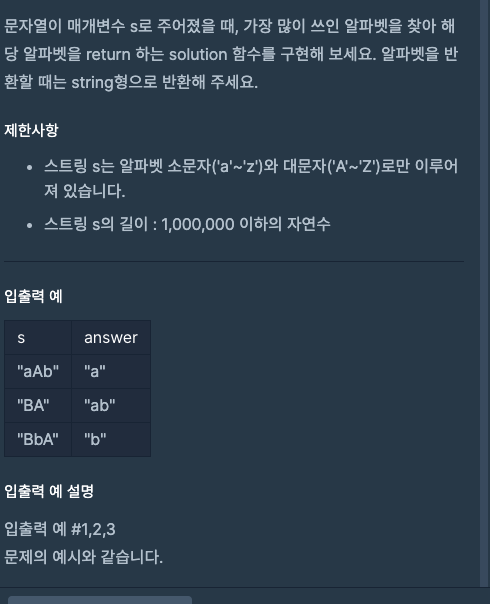 문자열이 매개변수 s로 주어졌을 때, 가장 많이 쓰인 알파벳을 찾아 해
당 알파벳을 return 하는 solution 함수를 구현해 보세요. 알파벳을 반
환할 때는 string형으로 반환해 주세요.
제한사항
• 스트링 s는 알파벳 소문자('a'~'z')와 대문자('A'~'Z')로만 이루어
져 있습니다.
• 스트링 s의 길이 : 1,000,000 이하의 자연수
입출력 예
s answer
"aAb" "a"
"BA" "ab"
"BbA" "b"
입출력 예 설명
입출력 예 #1,2,3
문제의 예시와 같습니다.